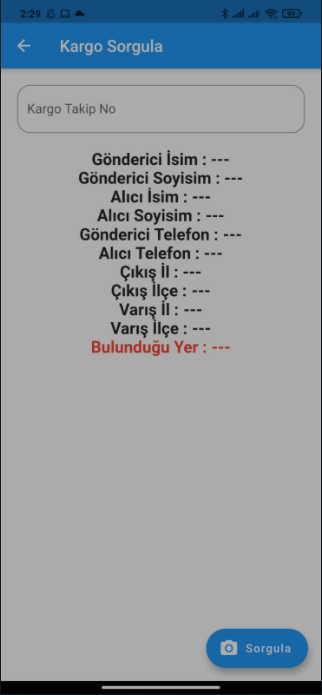 2:29
Kargo Sorgula
Kargo Takip No
Gönderici İsim : ---
Gönderici Soyisim : ---
Alıcı İsim : ---
Alıcı Soyisim : ---
Gönderici Telefon : ---
Alıcı Telefon : ---
Çıkış İl : ---
Çıkış İlçe : ---
Varış İl : ---
Varış İlçe : ---
Bulunduğu Yer : ---
Sorgula